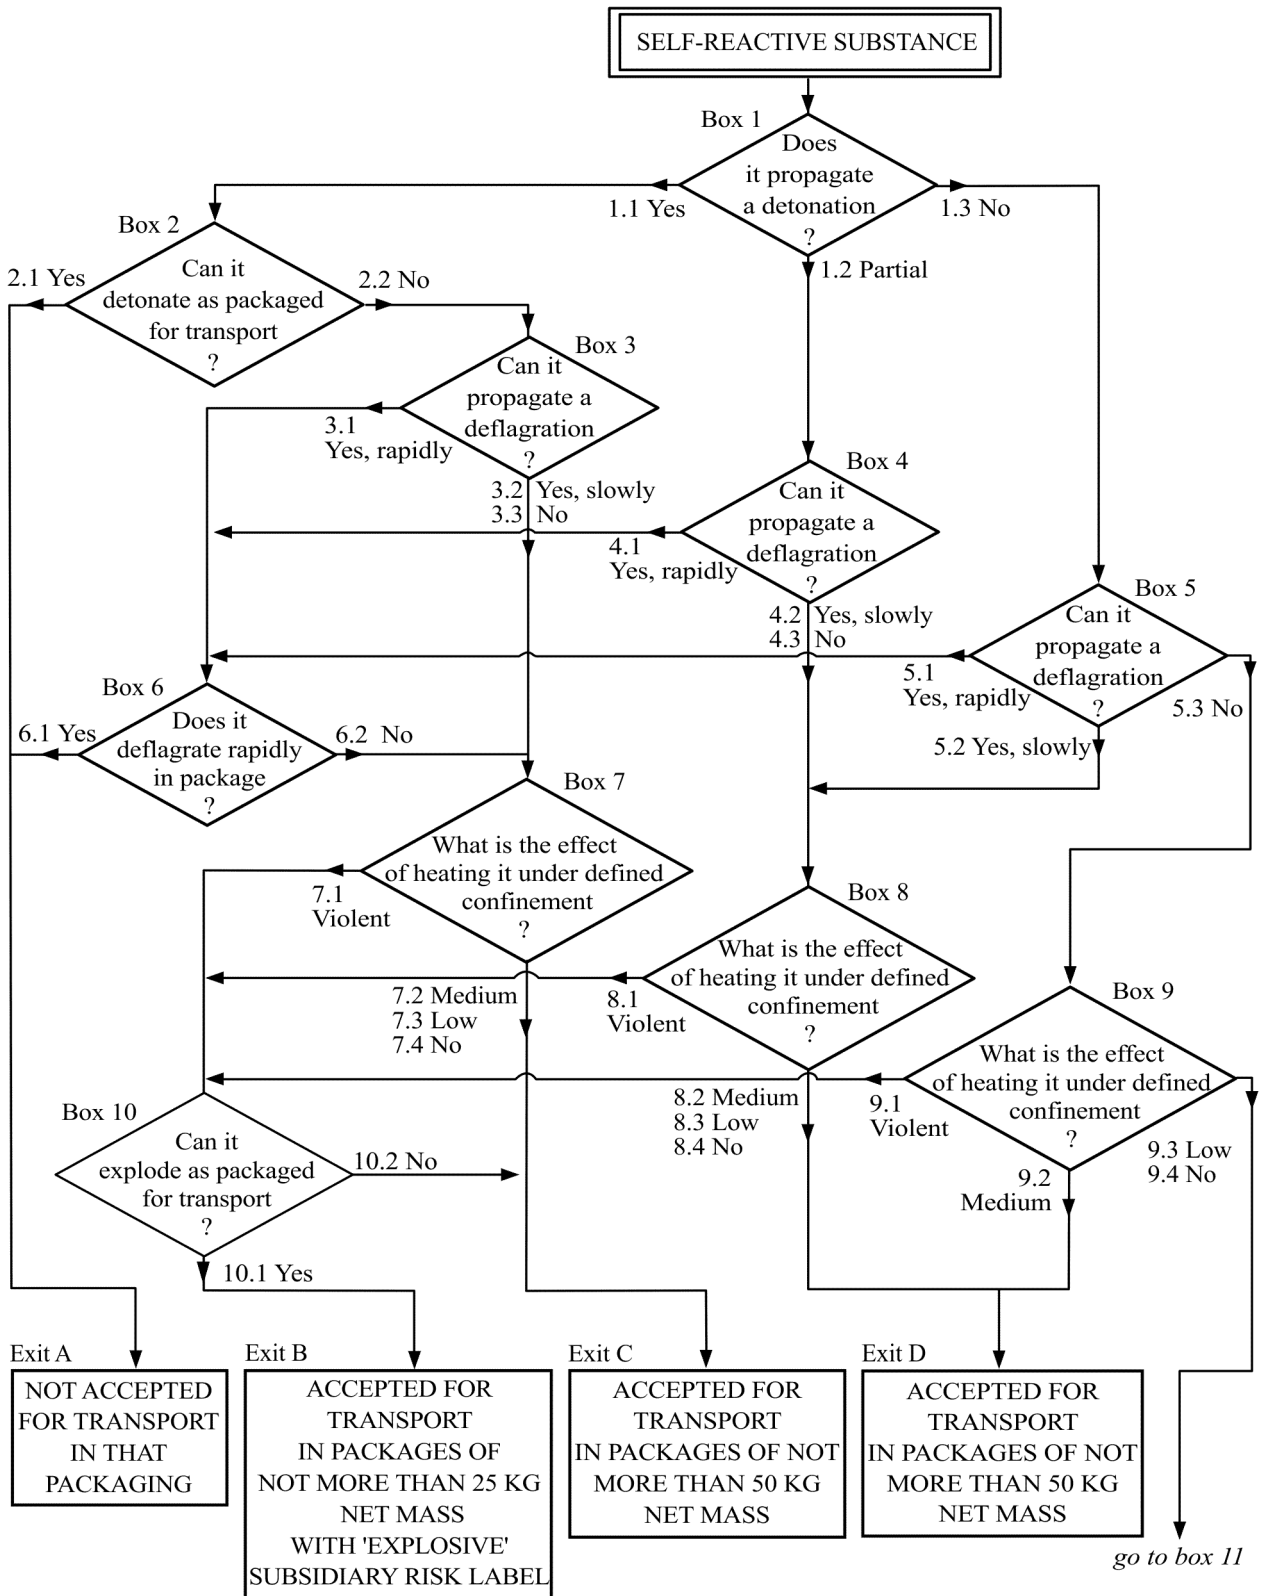 SELF-REACTIVE SUBSTANCE
Box 1
Does
it propagate
a detonation
?
1.1 Yes
1.3 No
1.2 Partial
Box 2
Can it
detonate as packaged
for transport
?
2.1 Yes
2.2 No
Box 3
Can it
propagate a
deflagration
?
3.1
Yes, rapidly
3.2 Yes, slowly
3.3 No
Box 4
Can it
propagate a
deflagration
?
4.1
Yes, rapidly
4.2 Yes, slowly
4.3 No
Box 5
Can it
propagate a
deflagration
?
5.1
Yes, rapidly
5.3 No
5.2 Yes, slowly
Box 6
Does it
deflagrate rapidly
in package
?
6.1 Yes
6.2 No
Box 7
What is the effect
of heating it under defined
confinement
?
7.1
Violent
7.2 Medium
7.3 Low
7.4 No
Box 8
What is the effect
of heating it under defined
confinement
?
8.1
Violent
8.2 Medium
8.3 Low
8.4 No
Box 9
What is the effect
of heating it under defined
confinement
?
9.1
Violent
9.2
Medium
9.3 Low
9.4 No
Box 10
Can it
explode as packaged
for transport
?
10.2 No
10.1 Yes
Exit A
NOT ACCEPTED
FOR TRANSPORT
IN THAT
PACKAGING
Exit B
ACCEPTED FOR
TRANSPORT
IN PACKAGES OF
NOT MORE THAN 25 KG
NET MASS
WITH 'EXPLOSIVE'
SUBSIDIARY RISK LABEL
Exit C
ACCEPTED FOR
TRANSPORT
IN PACKAGES OF NOT
MORE THAN 50 KG
NET MASS
Exit D
ACCEPTED FOR
TRANSPORT
IN PACKAGES OF NOT
MORE THAN 50 KG
NET MASS
go to box 11